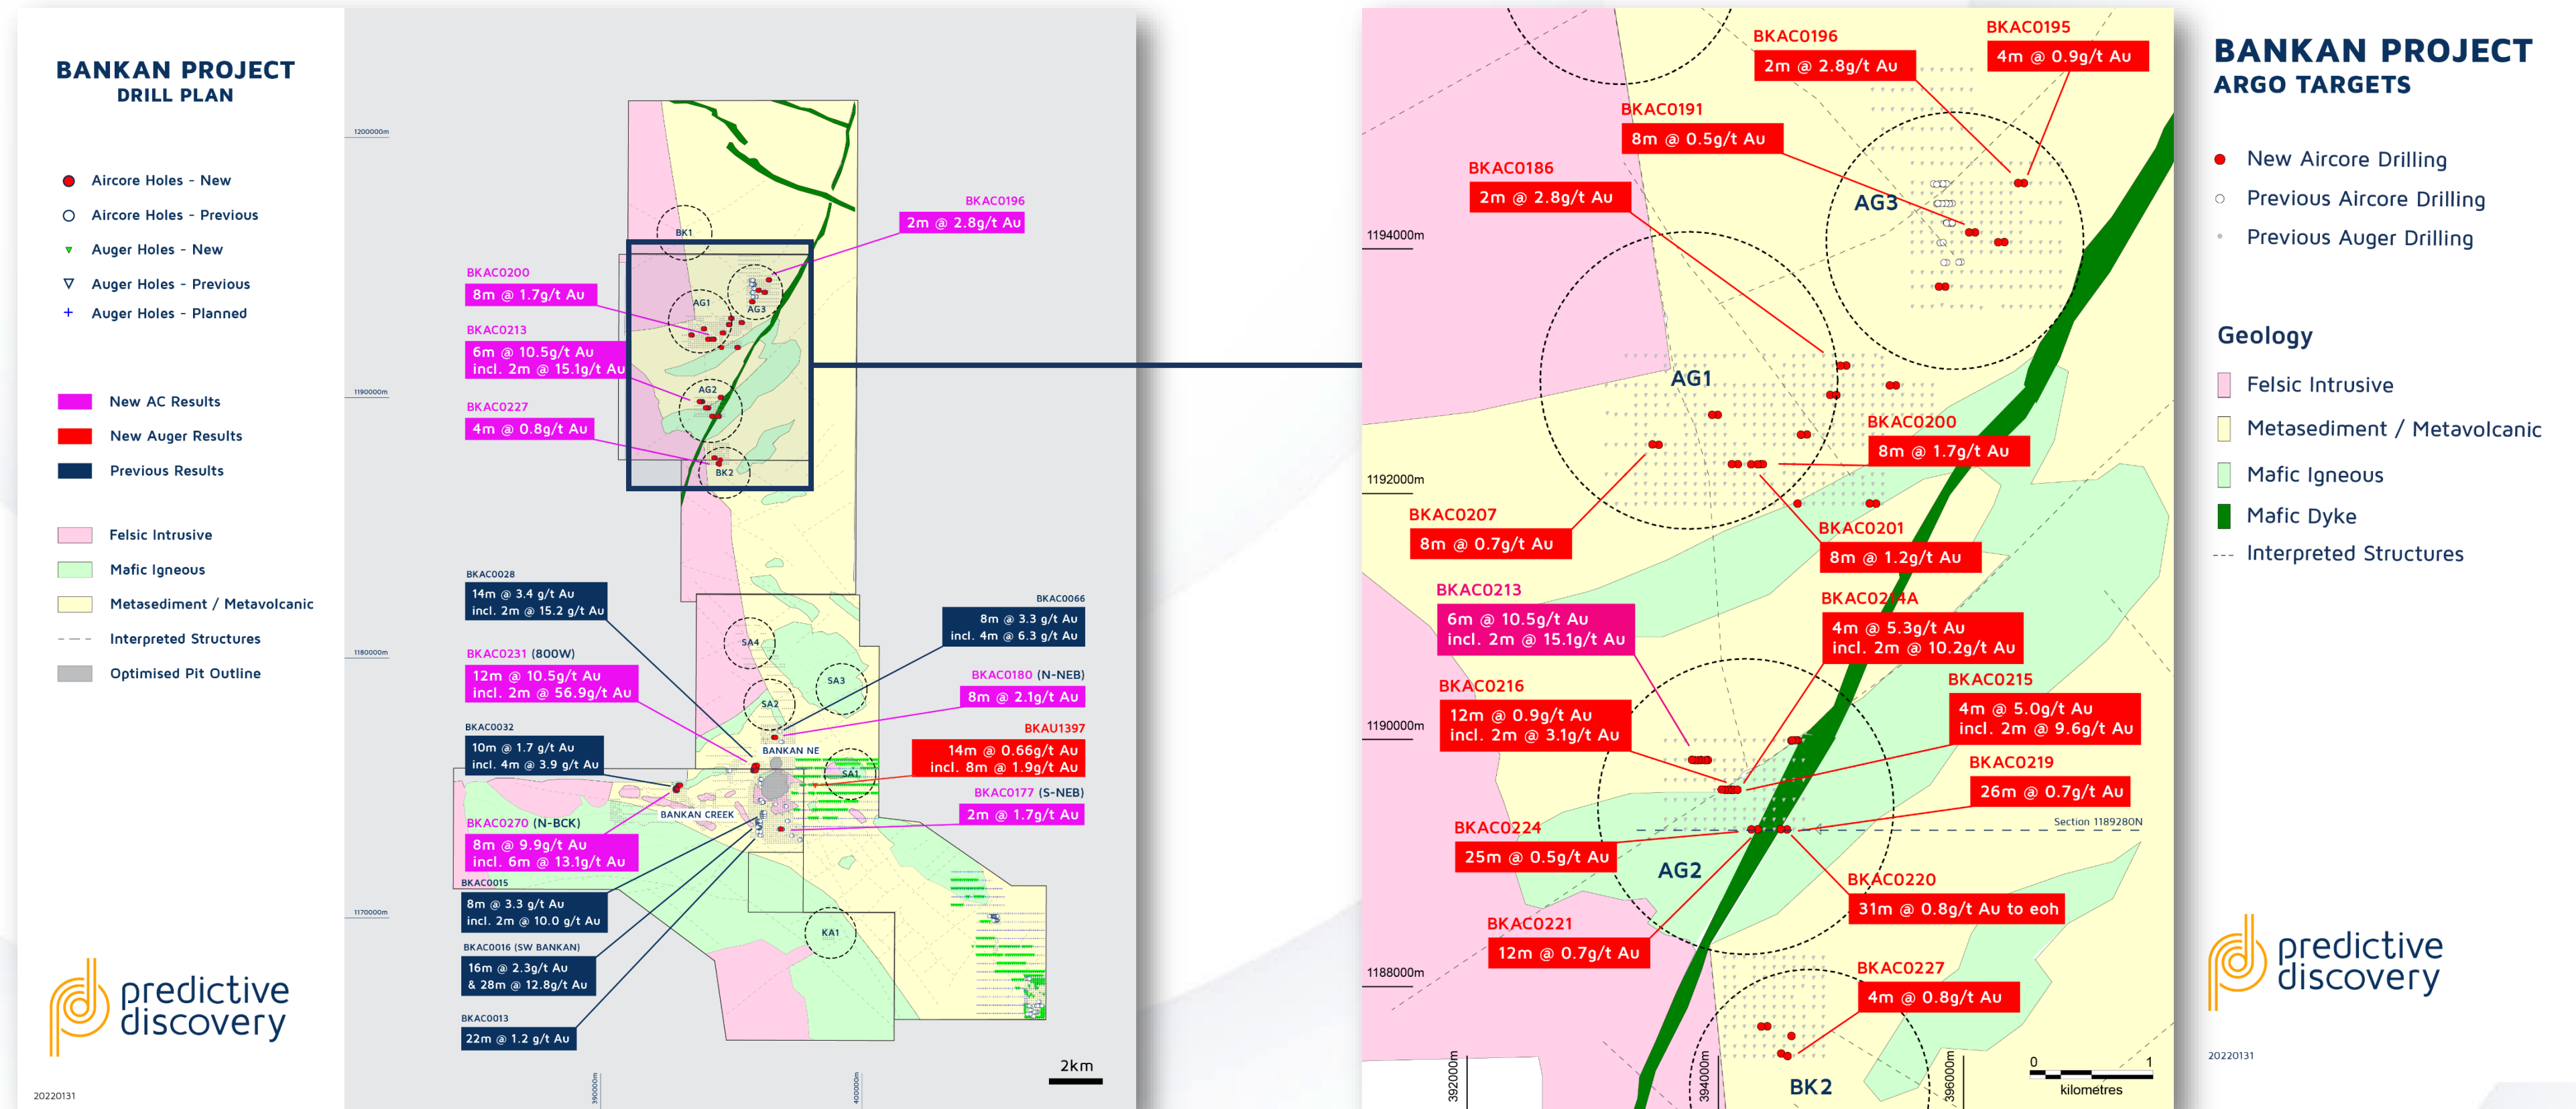 BANKAN PROJECT
DRILL PLAN
Aircore Holes - New
Aircore Holes - Previous
Auger Holes - New
Auger Holes - Previous
Auger Holes - Planned
New AC Results
New Auger Results
Previous Results
Felsic Intrusive
Mafic Igneous
Metasediment / Metavolcanic
Interpreted Structures
Optimised Pit Outline
predictive
discovery
20220131
1200000m
1190000m
1180000m
1170000m
390000m
400000m
BK1
AG1
AG3
AG2
BK2
BKAC0196
2m @ 2.8g/t Au
BKAC0200
8m @ 1.7g/t Au
BKAC0213
6m @ 10.5g/t Au
incl. 2m @ 15.1g/t Au
BKAC0227
4m @ 0.8g/t Au
BKAC0028
14m @ 3.4 g/t Au
incl. 2m @ 15.2 g/t Au
BKAC0231 (800W)
12m @ 10.5g/t Au
incl. 2m @ 56.9g/t Au
BKAC0032
10m @ 1.7 g/t Au
incl. 4m @ 3.9 g/t Au
BKAC0270 (N-BCK)
8m @ 9.9g/t Au
incl. 6m @ 13.1g/t Au
BKAC0015
8m @ 3.3 g/t Au
incl. 2m @ 10.0 g/t Au
BKAC0016 (SW BANKAN)
16m @ 2.3g/t Au
& 28m @ 12.8g/t Au
BKAC0013
22m @ 1.2 g/t Au
BKAC0066
8m @ 3.3 g/t Au
incl. 4m @ 6.3 g/t Au
BKAC0180 (N-NEB)
8m @ 2.1g/t Au
BKAU1397
14m @ 0.66g/t Au
incl. 8m @ 1.9g/t Au
BKAC0177 (S-NEB)
2m @ 1.7g/t Au
SA4
SA3
SA2
BANKAN NE
SA1
BANKAN CREEK
KA1
2km
BKAC0196
2m @ 2.8g/t Au
BKAC0195
4m @ 0.9g/t Au
BKAC0191
8m @ 0.5g/t Au
BKAC0186
2m @ 2.8g/t Au
AG3
1194000m
AG1
BKAC0200
8m @ 1.7g/t Au
1192000m
BKAC0207
8m @ 0.7g/t Au
BKAC0201
8m @ 1.2g/t Au
BKAC0213
6m @ 10.5g/t Au
incl. 2m @ 15.1g/t Au
BKAC0214A
4m @ 5.3g/t Au
incl. 2m @ 10.2g/t Au
BKAC0216
12m @ 0.9g/t Au
incl. 2m @ 3.1g/t Au
1190000m
BKAC0215
4m @ 5.0g/t Au
incl. 2m @ 9.6g/t Au
BKAC0219
26m @ 0.7g/t Au
Section 1189280N
BKAC0224
25m @ 0.5g/t Au
AG2
BKAC0220
31m @ 0.8g/t Au to eoh
BKAC0221
12m @ 0.7g/t Au
1188000m
BKAC0227
4m @ 0.8g/t Au
BK2
392000m
394000m
396000m
0 1
kilometres
BANKAN PROJECT
ARGO TARGETS
New Aircore Drilling
Previous Aircore Drilling
Previous Auger Drilling
Geology
Felsic Intrusive
Metasediment / Metavolcanic
Mafic Igneous
Mafic Dyke
Interpreted Structures
predictive
discovery
20220131